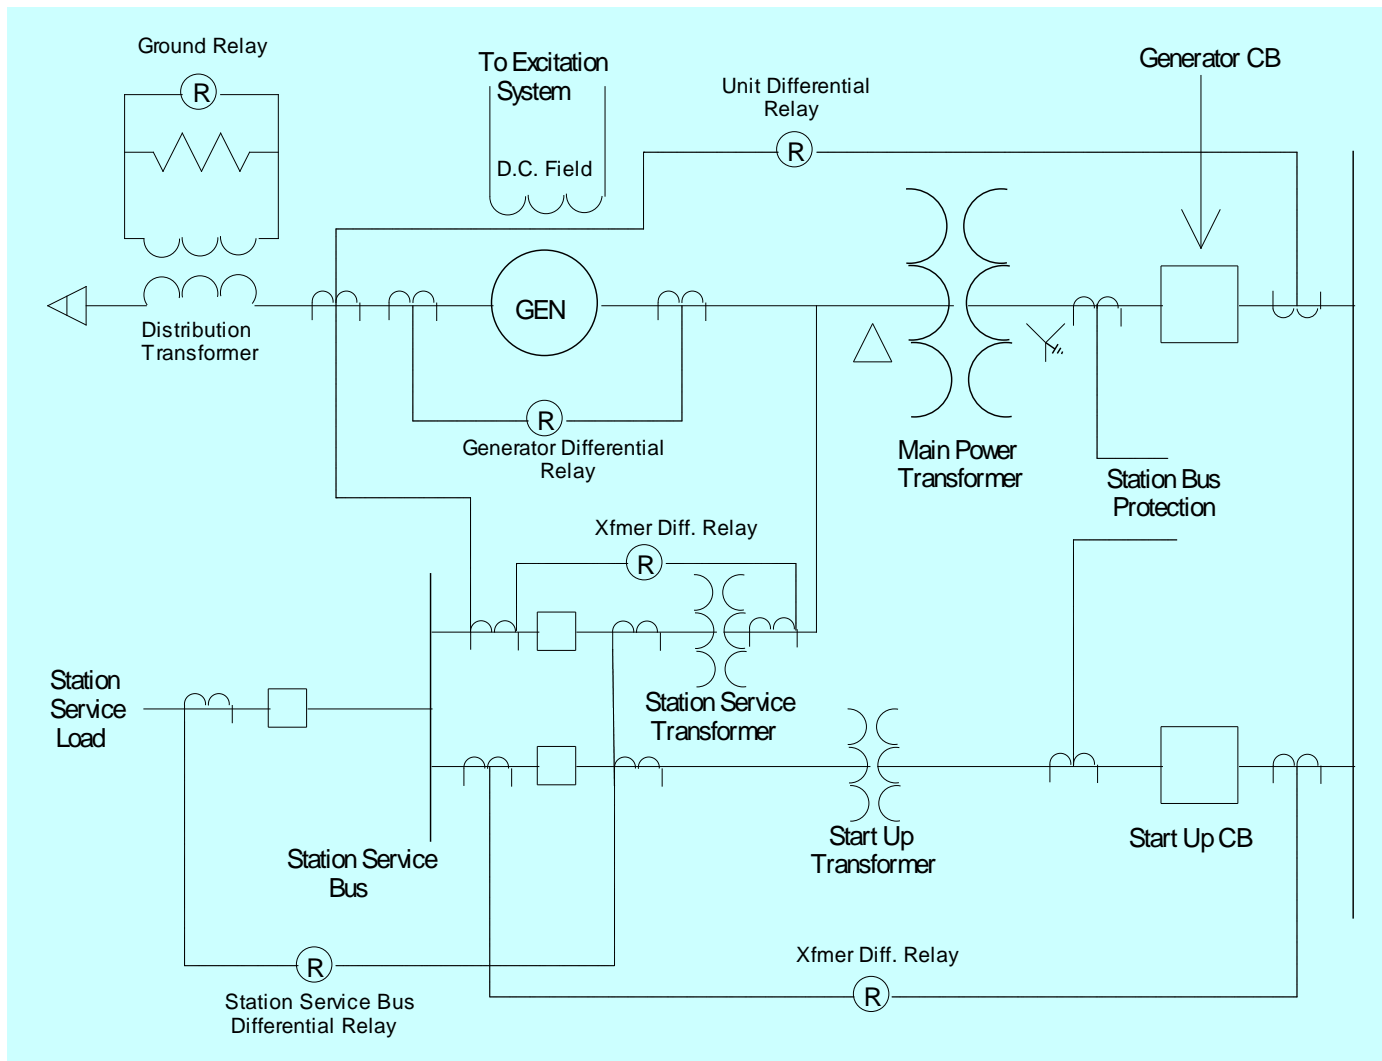 Ground Relay
R
To Excitation
System
D.C. Field
Unit Differential
Relay
R
Generator CB
Distribution
Transformer
GEN
R
Generator Differential
Relay
Main Power
Transformer
Station Bus
Protection
Xfmer Diff. Relay
R
Station
Service
Load
Station Service
Transformer
Station Service
Bus
Start Up
Transformer
Start Up CB
R
Station Service Bus
Differential Relay
Xfmer Diff. Relay
R